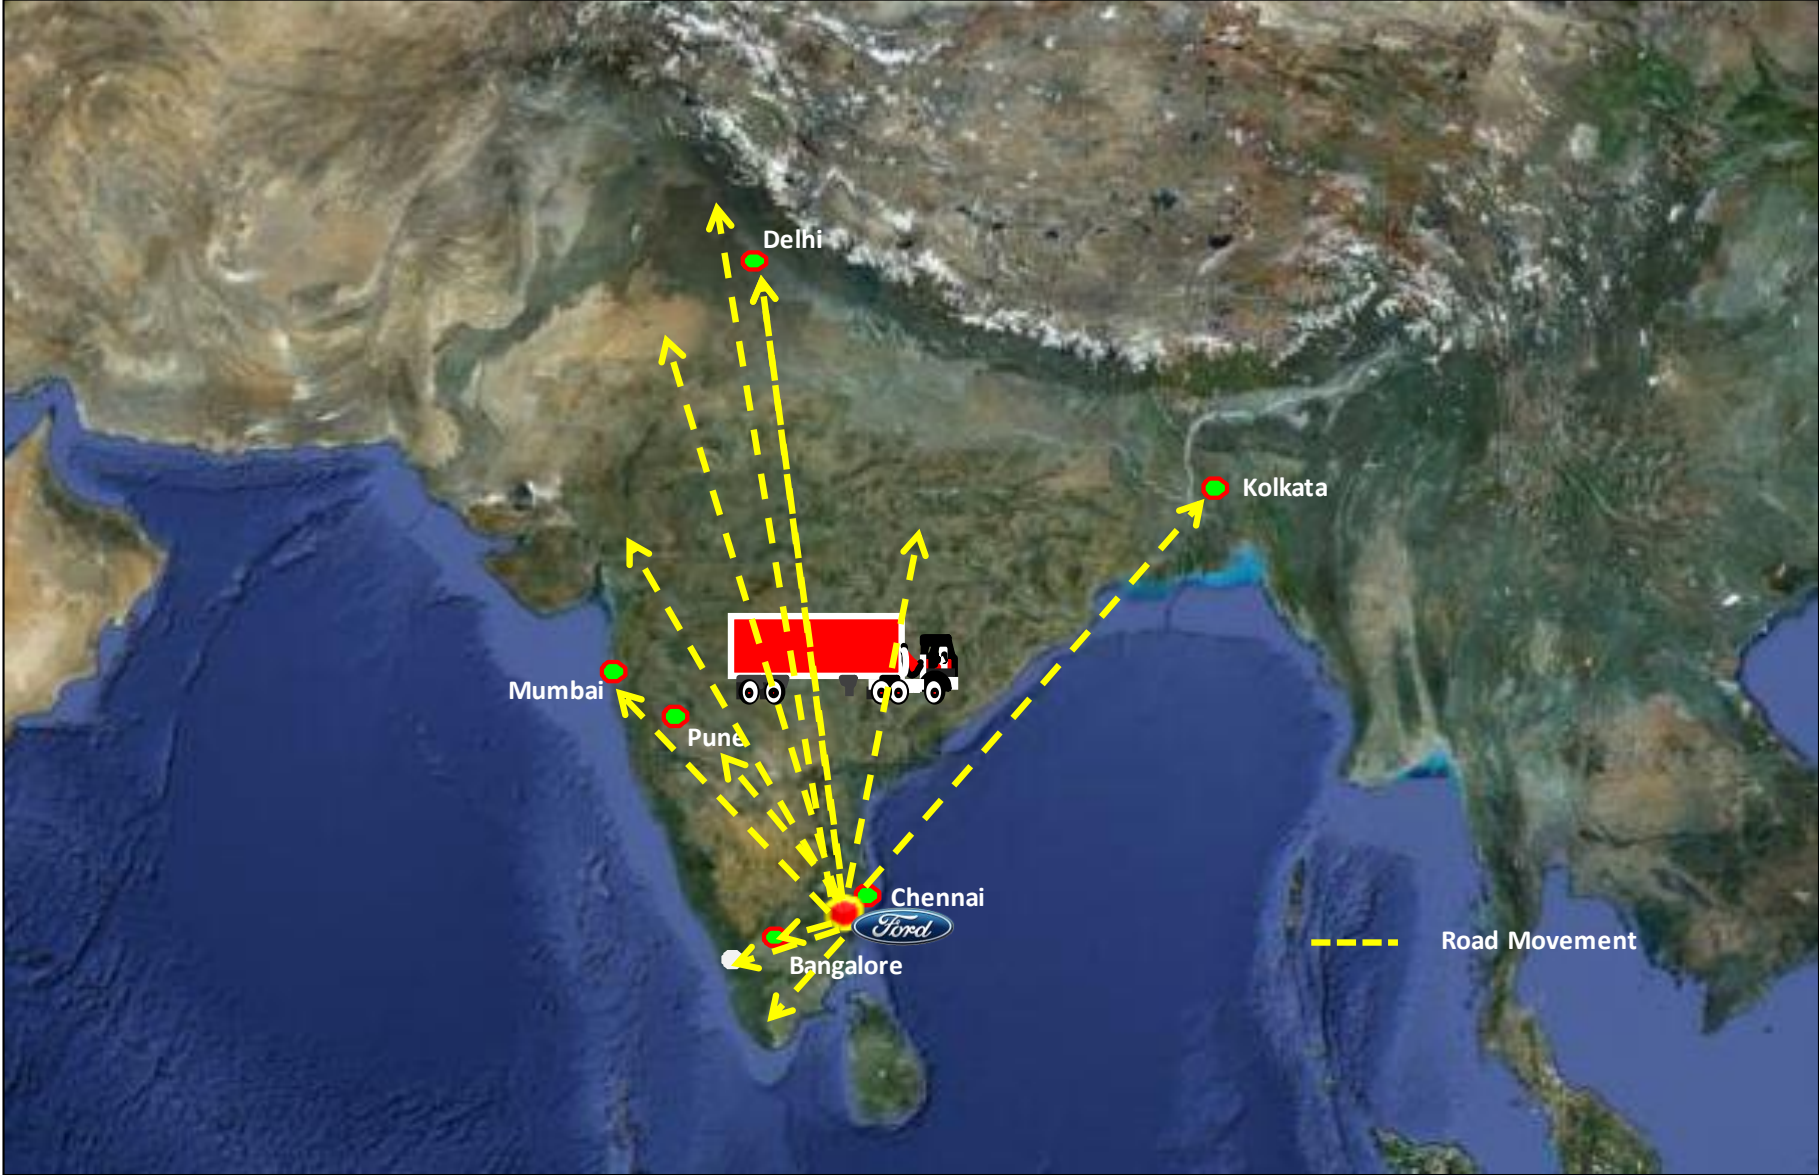 Delhi
Kolkata
Mumbai
Pune
Chennai
Ford
Road Movement
Bangalore